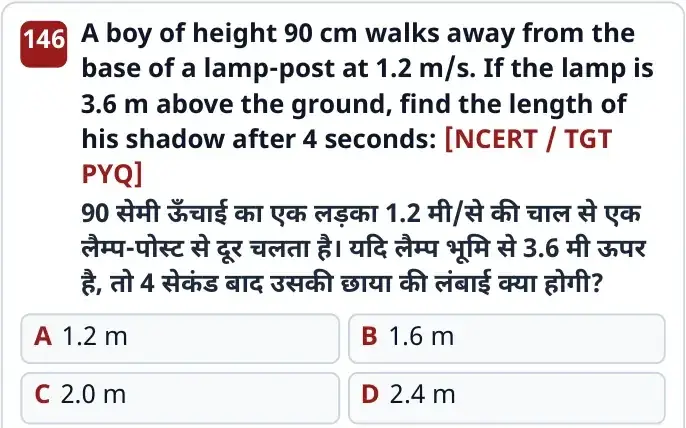 146 A boy of height 90 cm walks away from the
base of a lamp-post at 1.2 m/s. If the lamp is
3.6 m above the ground, find the length of
his shadow after 4 seconds: [NCERT / TGT
PYQ]
90 सेमी ऊँचाई का एक लड़का 1.2 मी/से की चाल से एक
लैम्प-पोस्ट से दूर चलता है। यदि लैम्प भूमि से 3.6 मी ऊपर
है, तो 4 सेकंड बाद उसकी छाया की लंबाई क्या होगी?
A 1.2 m
B 1.6 m
C 2.0 m
D 2.4 m